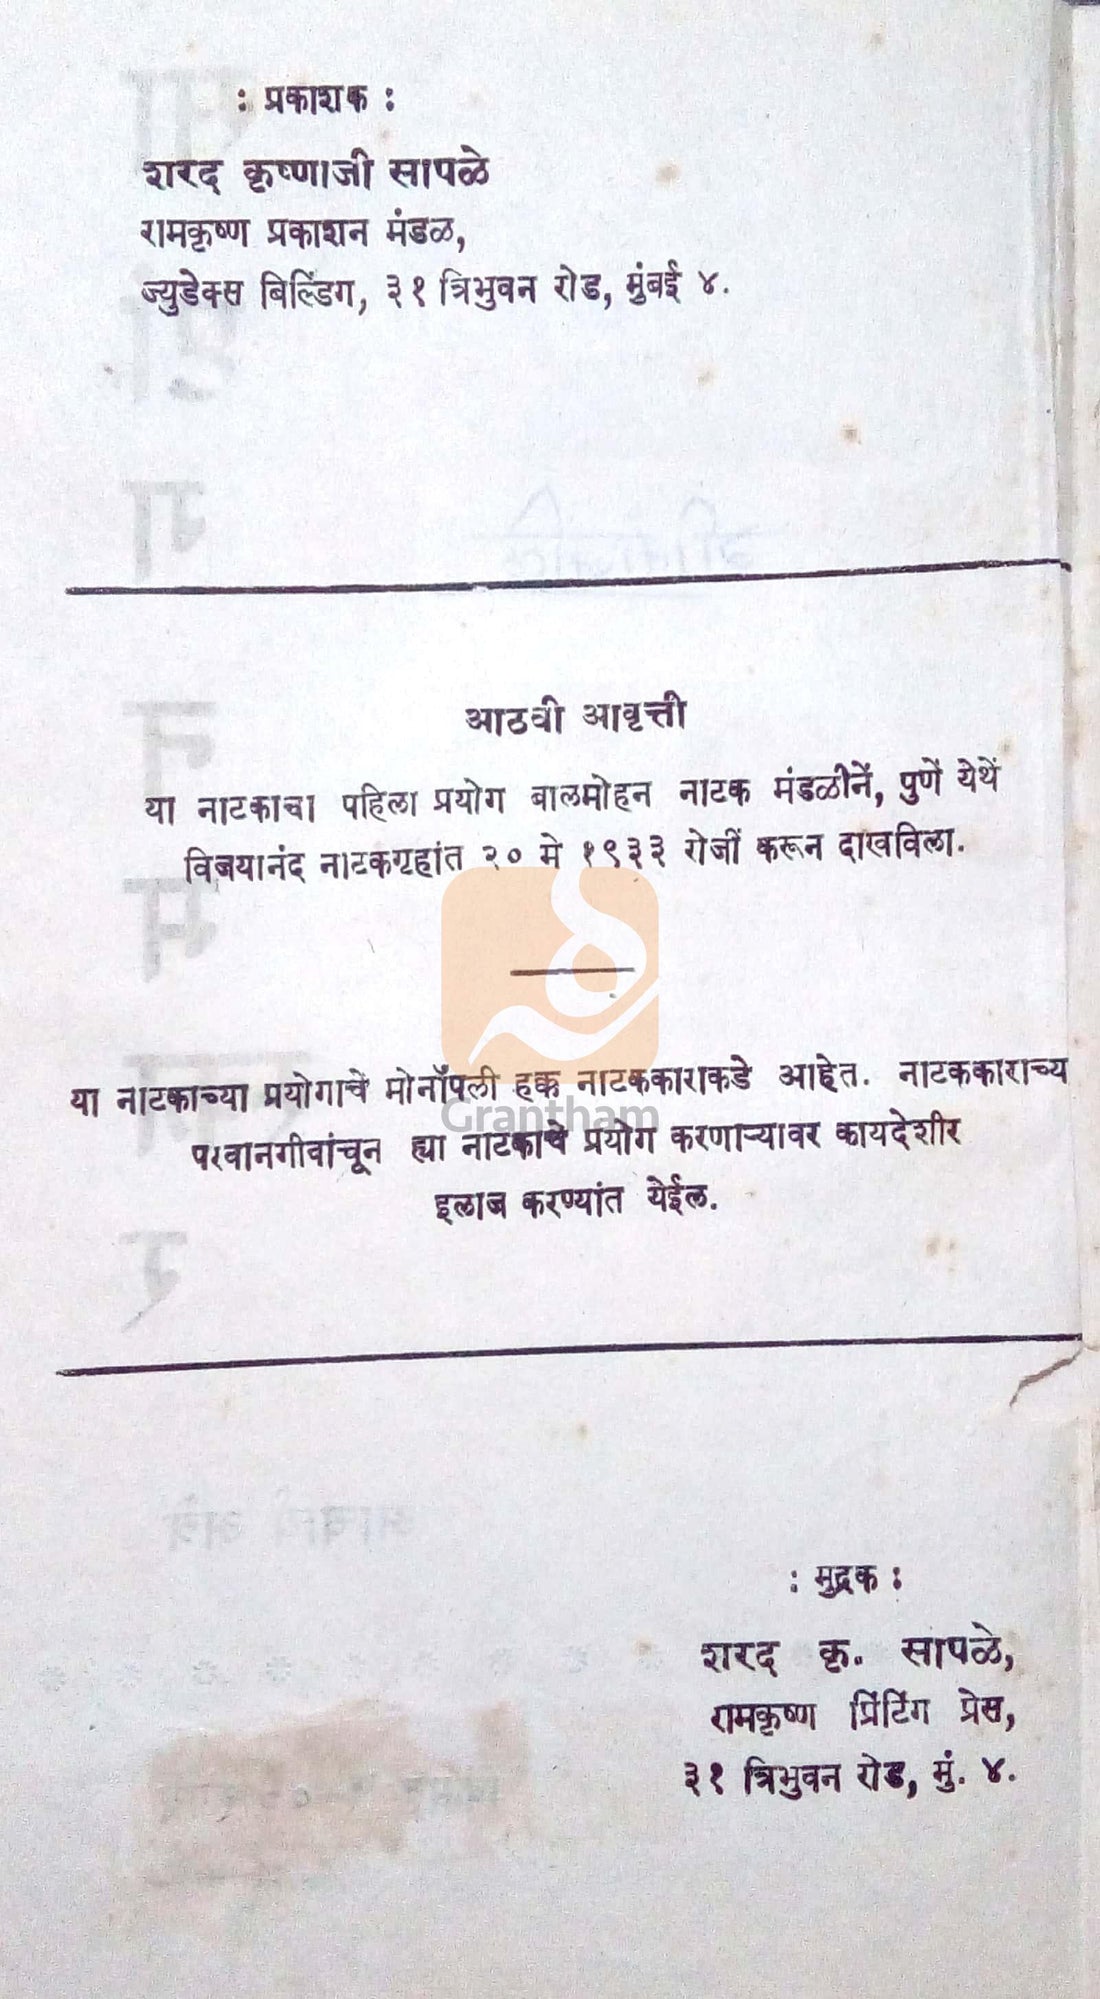 : प्रकाशक :
शरद कृष्णाजी सापळे
रामकृष्ण प्रकाशन मंडळ,
ज्युडेक्स बिल्डिंग, ३१ त्रिभुवन रोड, मुंबई ४.
आठवी आवृत्ती
या नाटकाचा पहिला प्रयोग बालमोहन नाटक मंडळीनें, पुणें येथें
विजयानंद नाटकगृहांत २० मे १९३३ रोजीं करून दाखविला.
या नाटकाच्या प्रयोगाचे मोनॉपली हक्क नाटककाराकडे आहेत. नाटककाराच्य
Grantham
परवानगीवांचून ह्या नाटकाचे प्रयोग करणाऱ्यावर कायदेशीर
इलाज करण्यांत येईल.
: मुद्रक :
शरद कृ. सापळे,
रामकृष्ण प्रिंटिंग प्रेस,
३१ त्रिभुवन रोड, मुं. ४.